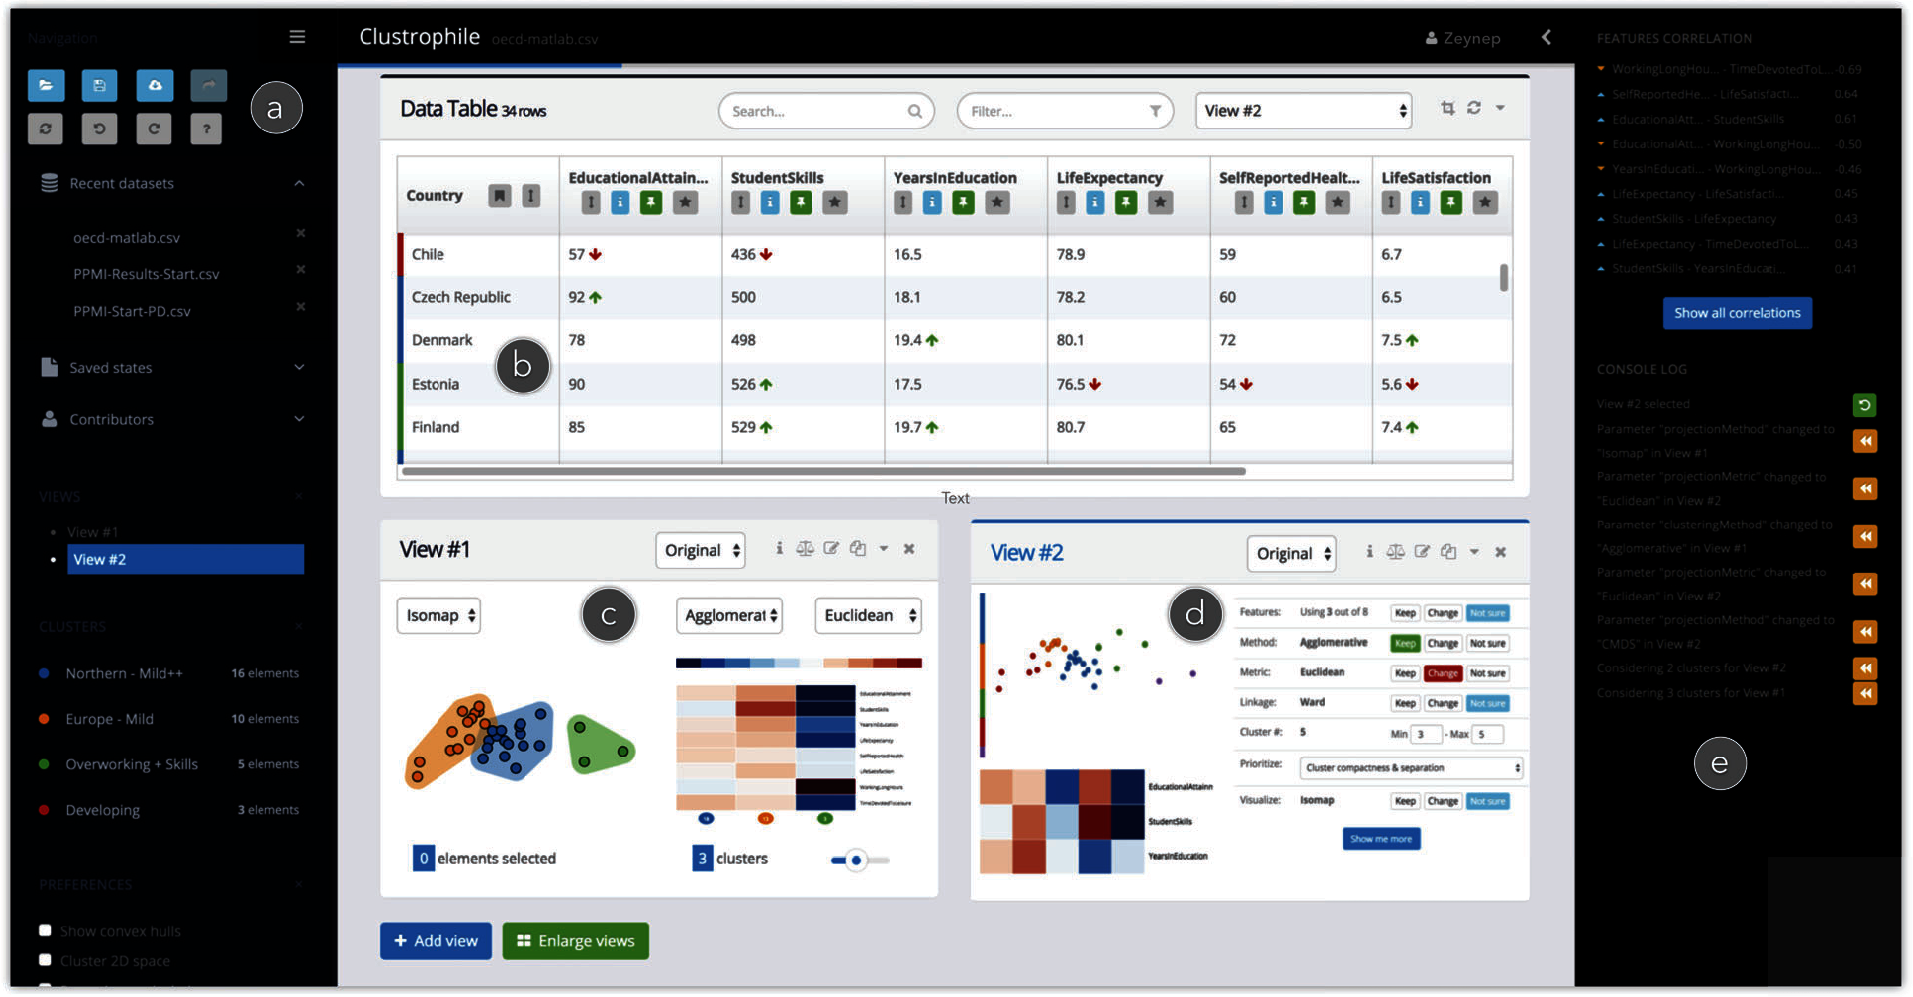 Navigation
a
Recent datasets
oecd-matlab.csv
PPMI-Results-Start.csv
PPMI-Start-PD.csv
Saved states
Contributors
VIEWS
View #1
View #2
CLUSTERS
Northern - Mild++ 16 elements
Europe - Mild 10 elements
Overworking + Skills 5 elements
Developing 3 elements
PREFERENCES
Show convex hulls
Cluster 2D space
Clustrophile oecd-matlab.csv
Zeynep
Data Table 34 rows
Search...
Filter...
View #2
Country EducationalAttain... StudentSkills YearsInEducation LifeExpectancy SelfReportedHealt... LifeSatisfaction
Chile 57 436 16.5 78.9 59 6.7
Czech Republic 92 500 18.1 78.2 60 6.5
Denmark 78 498 19.4 80.1 72 7.5
Estonia 90 526 17.5 76.5 54 5.6
Finland 85 529 19.7 80.7 65 7.4
b
Text
View #1 Original
Isomap c Agglomerat Euclidean
EducationalAttainment
StudentSkills
YearsInEducation
LifeExpectancy
SelfReportedHealth
LifeSatisfaction
WorkingLongHours
TimeDevotedToLeisure
0 elements selected
3 clusters
View #2 Original
d
Features: Using 3 out of 8 Keep Change Not sure
Method: Agglomerative Keep Change Not sure
Metric: Euclidean Keep Change Not sure
Linkage: Ward Keep Change Not sure
Cluster #: 5 Min 3 - Max 5
Prioritize: Cluster compactness & separation
Visualize: Isomap Keep Change Not sure
Show me more
EducationalAttainn
StudentSkills
YearsInEducation
+ Add view
Enlarge views
FEATURES CORRELATION
WorkingLongHou... - TimeDevotedToL... -0.69
SelfReportedHe... - LifeSatisfacti... 0.64
EducationalAtt... - StudentSkills 0.61
EducationalAtt... - WorkingLongHou... -0.50
YearsInEducati... - WorkingLongHou... -0.46
LifeExpectancy - LifeSatisfacti... 0.45
StudentSkills - LifeExpectancy 0.43
LifeExpectancy - TimeDevotedToL... 0.43
StudentSkills - YearsInEducati... 0.41
Show all correlations
CONSOLE LOG
View #2 selected
Parameter "projectionMethod" changed to
"Isomap" in View #1
Parameter "projectionMetric" changed to
"Euclidean" in View #2
Parameter "clusteringMethod" changed to
"Agglomerative" in View #1
Parameter "projectionMetric" changed to
"Euclidean" in View #2
Parameter "projectionMethod" changed to
"CMDS" in View #2
Considering 2 clusters for View #2
Considering 3 clusters for View #1
e